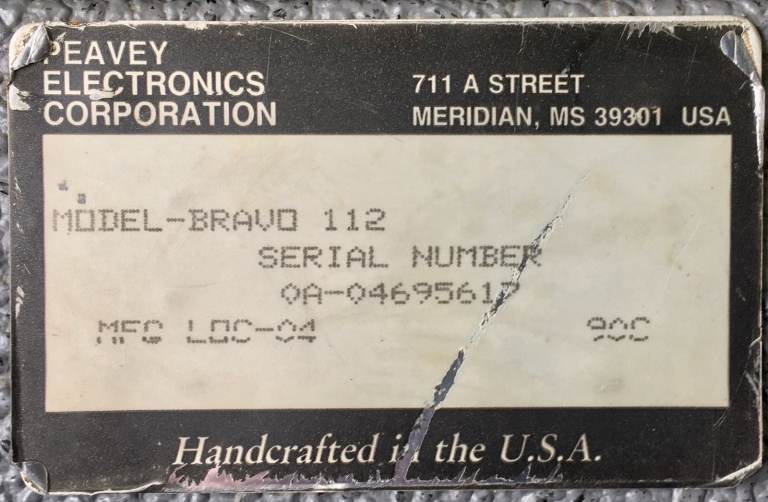 PEAVEY
ELECTRONICS
CORPORATION
711 A STREET
MERIDIAN, MS 39301 USA
MODEL-BRAVO 112
SERIAL NUMBER
MFG LOC-04
90C
Handcrafted in the U.S.A.